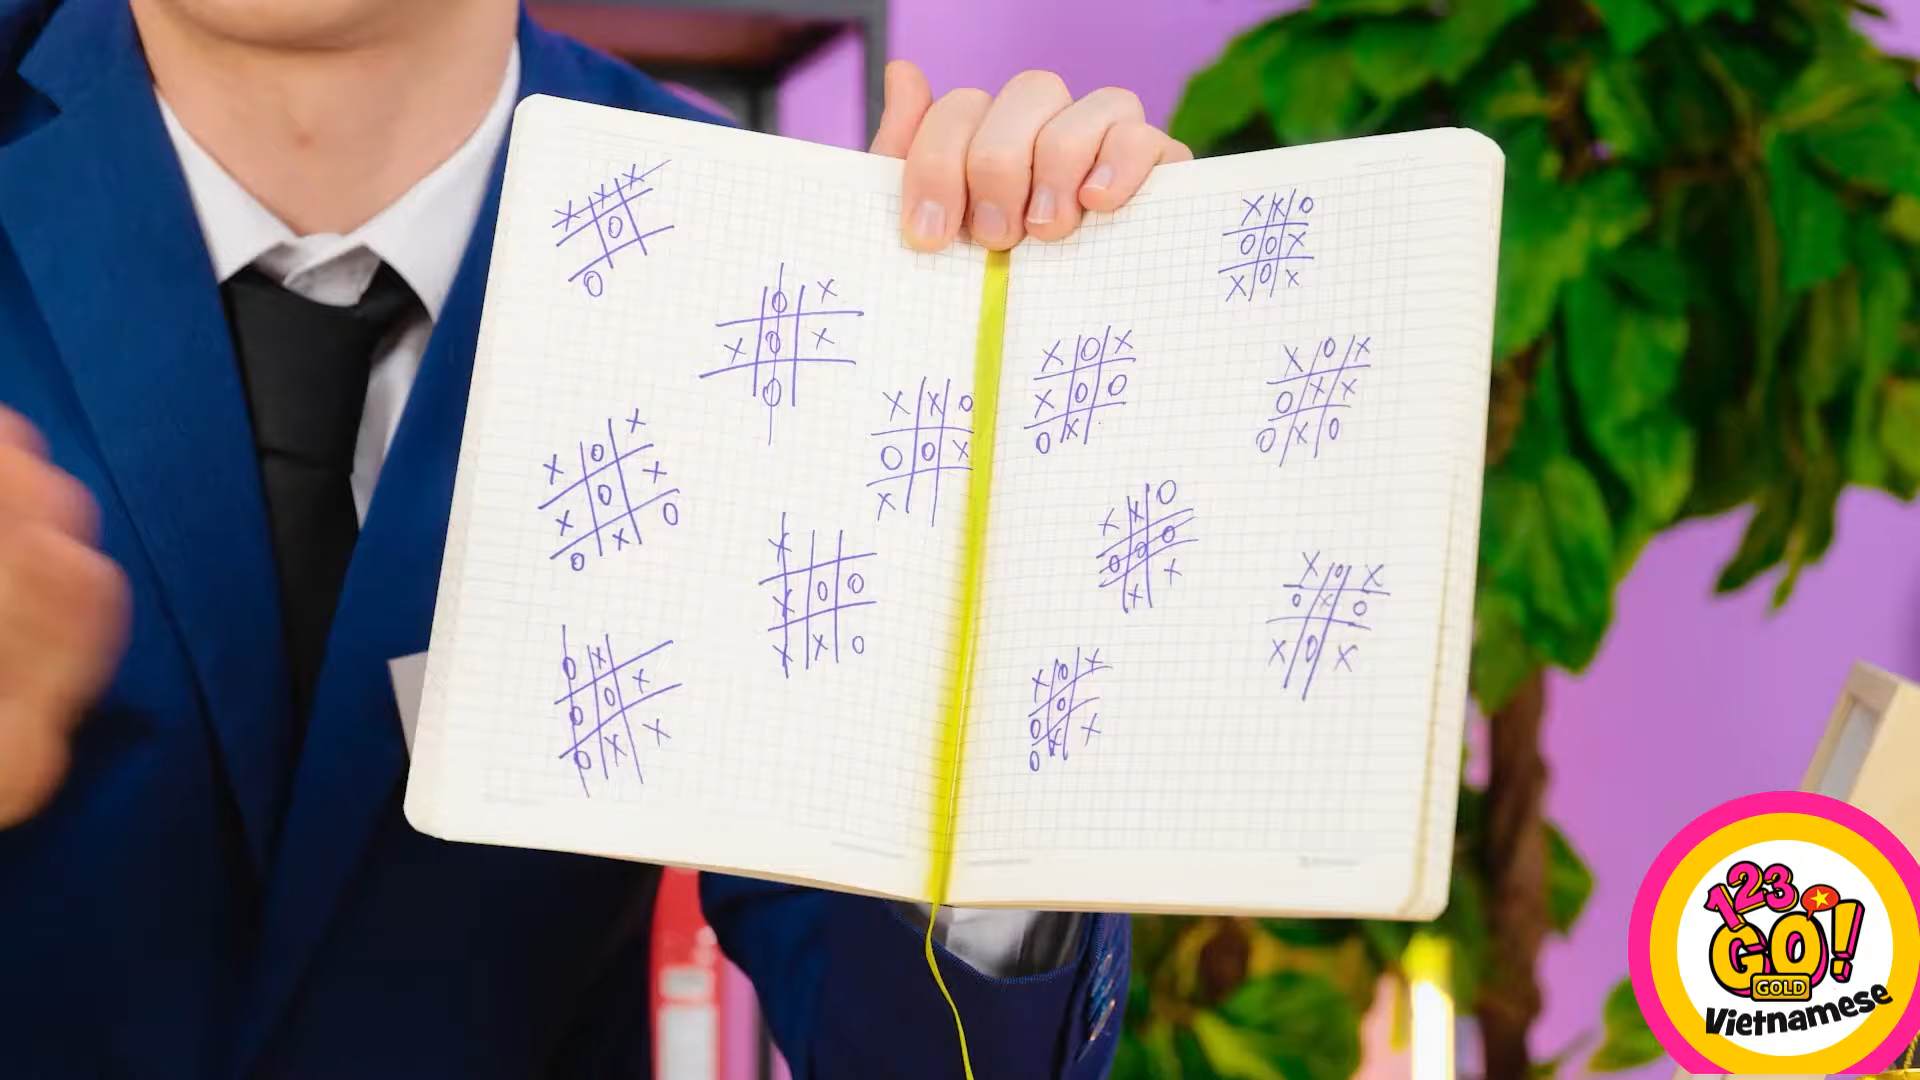 X X X
O
O
O X
X O X
O
X O X
X O X
O X O
X X O
O O X
X
X
X O O
X X O
O X
O O X
O X X
X X O
O O X
X O X
X O X
X O O
O X
X O X
O X X
O X O
X X O
O O O
X X
X O X
O X O
X O X
X O X
O O
O X X
123
GO!
GOLD
Vietnamese